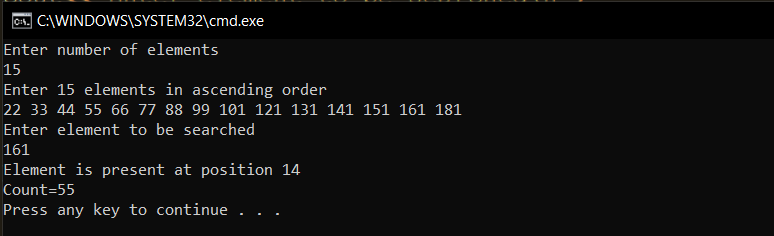 C:\WINDOWS\SYSTEM32\cmd.exe
Enter number of elements
15
Enter 15 elements in ascending order
22 33 44 55 66 77 88 99 101 121 131 141 151 161 181
Enter element to be searched
161
Element is present at position 14
Count=55
Press any key to continue . . .